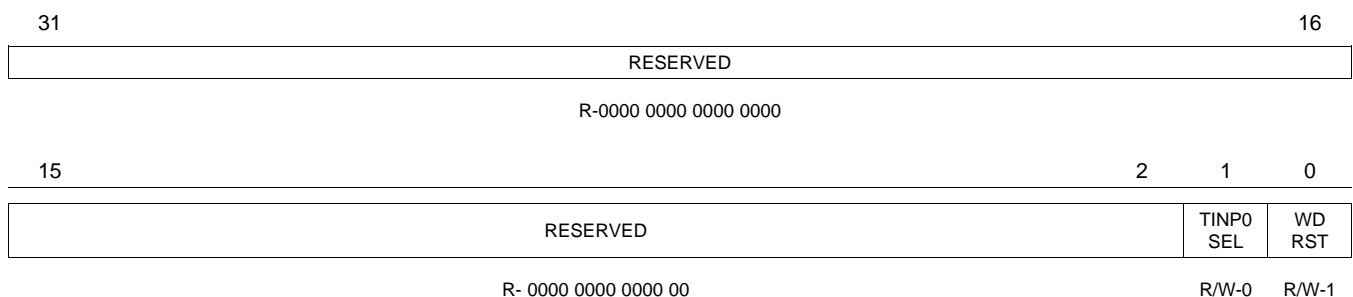 31 16
RESERVED
R-0000 0000 0000 0000
15 2 1 0
RESERVED TINP0 SEL WD RST
R- 0000 0000 0000 00 R/W-0 R/W-1